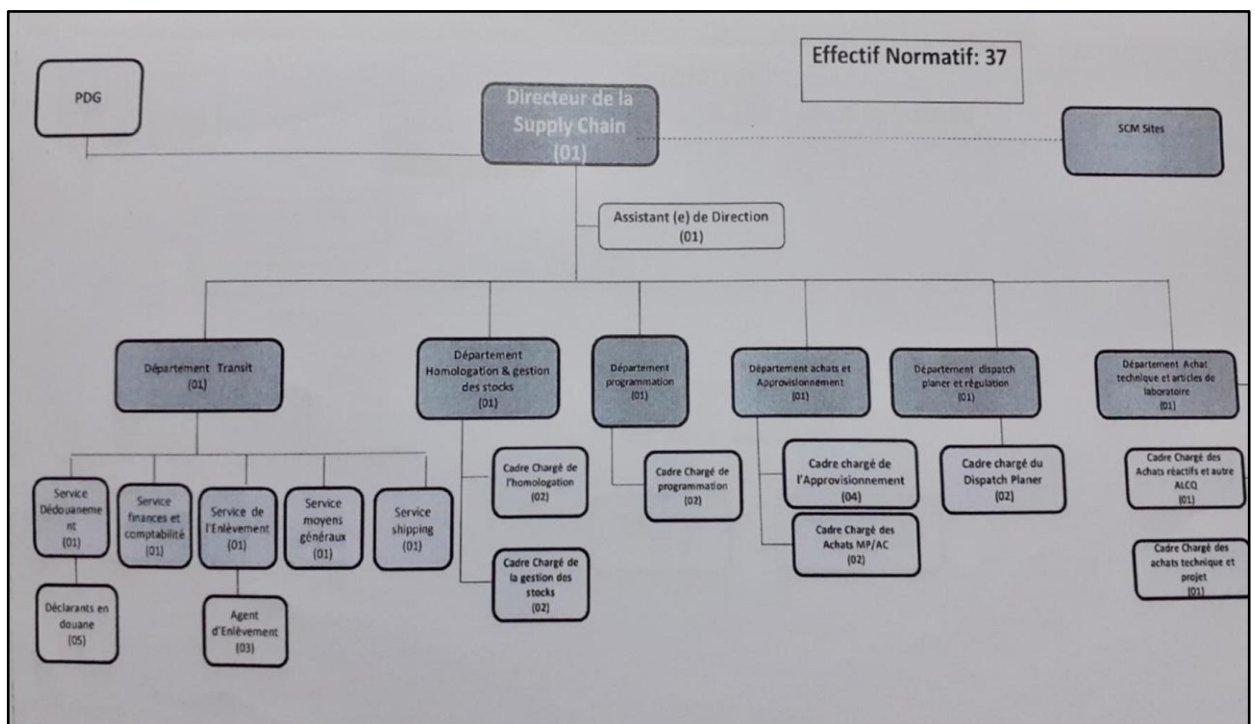 Effectif Normatif: 37
PDG
Directeur de la
Supply Chain
(01)
SCM Sites
Assistant (e) de Direction
(01)
Département Transit
(01)
Département
Homologation & gestion
des stocks
(01)
Département
programmation
(01)
Département achats et
Approvisionnement
(01)
Département dispatch
planer et régulation
(01)
Département Achat
technique et articles de
laboratoire
(01)
Service
Dédouaneme
nt
(01)
Service
finances et
comptabilité
(01)
Service de
l'Enlèvement
(01)
Service
moyens
généraux
(01)
Service
shipping
(01)
Cadre Chargé de
l'homologation
(02)
Cadre Chargé de
programmation
(02)
Cadre chargé de
l'Approvisionnement
(04)
Cadre chargé du
Dispatch Planer
(02)
Cadre Chargé des
Achats réactifs et autre
ALCQ
(01)
Cadre Chargé des
Achats MP/AC
(02)
Cadre Chargé des
achats technique et
projet
(01)
Cadre Chargé de
la gestion des
stocks
(02)
Déclarants en
douane
(05)
Agent
d'Enlèvement
(03)